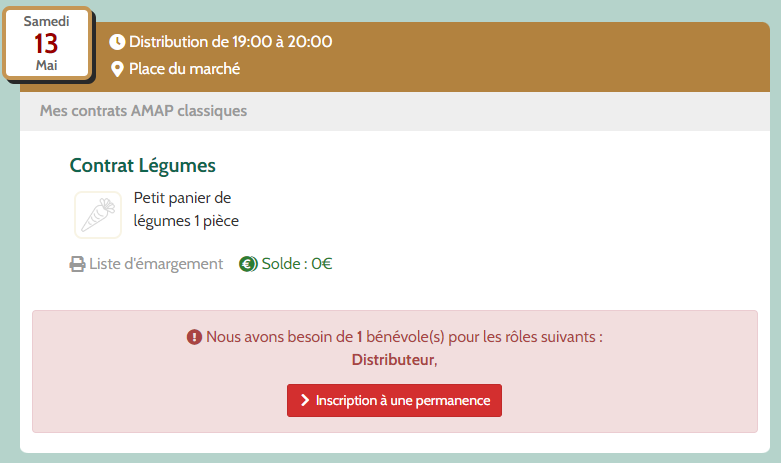 Samedi
13
Mai
Distribution de 19:00 à 20:00
Place du marché
Mes contrats AMAP classiques
Contrat Légumes
Petit panier de
légumes 1 pièce
Liste d'émargement Solde : 0€
Nous avons besoin de 1 bénévole(s) pour les rôles suivants :
Distributeur,
Inscription à une permanence